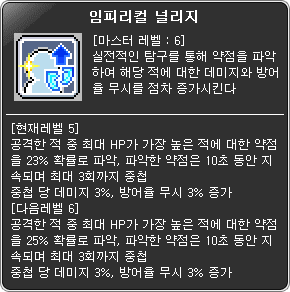 임피리컬 널리지
[마스터 레벨 : 6]
실전적인 탐구를 통해 약점을 파악
하여 해당 적에 대한 데미지와 방어
율 무시를 점차 증가시킨다
[현재레벨 5]
공격한 적 중 최대 HP가 가장 높은 적에 대한 약점
을 23% 확률로 파악, 파악한 약점은 10초 동안 지
속되며 최대 3회까지 중첩
중첩 당 데미지 3%, 방어율 무시 3% 증가
[다음레벨 6]
공격한 적 중 최대 HP가 가장 높은 적에 대한 약점
을 25% 확률로 파악, 파악한 약점은 10초 동안 지
속되며 최대 3회까지 중첩
중첩 당 데미지 3%, 방어율 무시 3% 증가